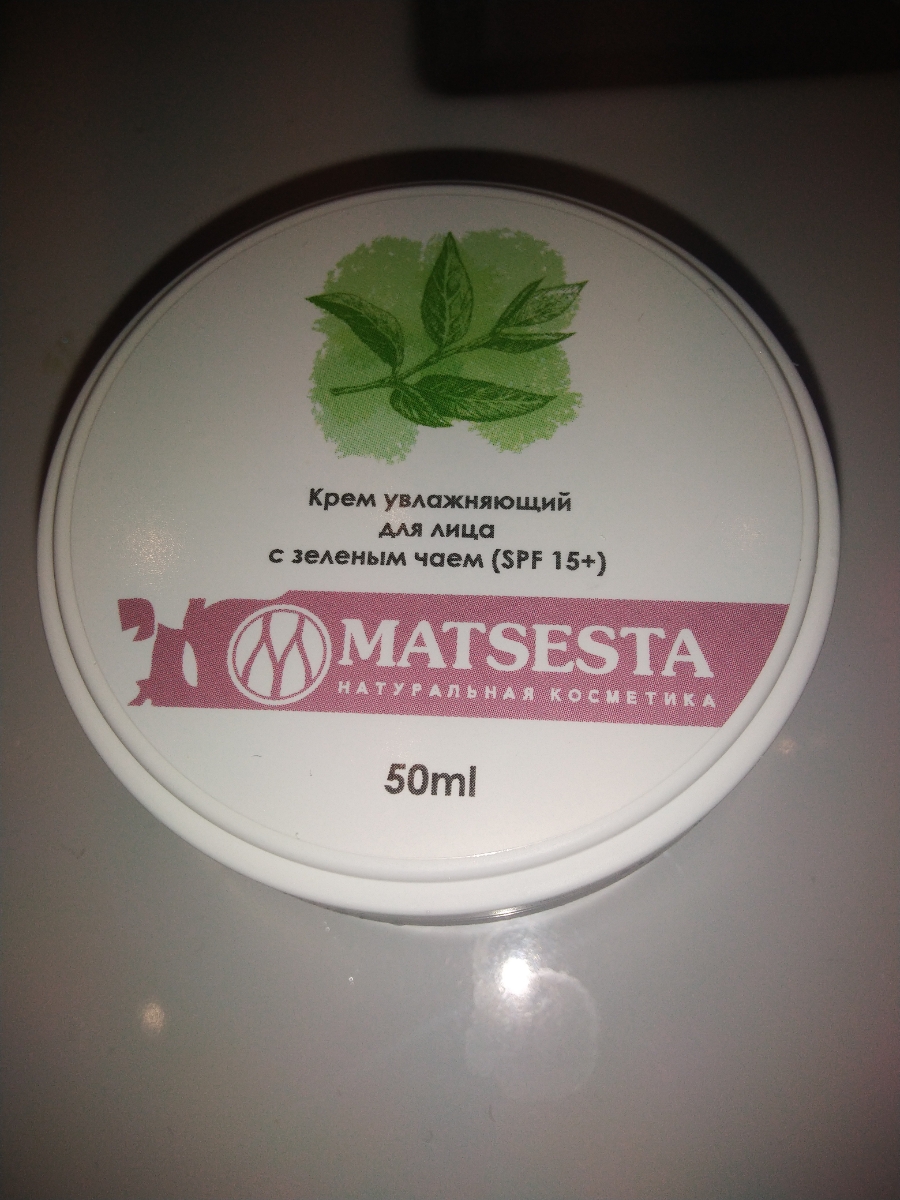 Крем увлажняющий
для лица
с зеленым чаем (SPF 15+)
MATSESTA
НАТУРАЛЬНАЯ КОСМЕТИКА
50ml